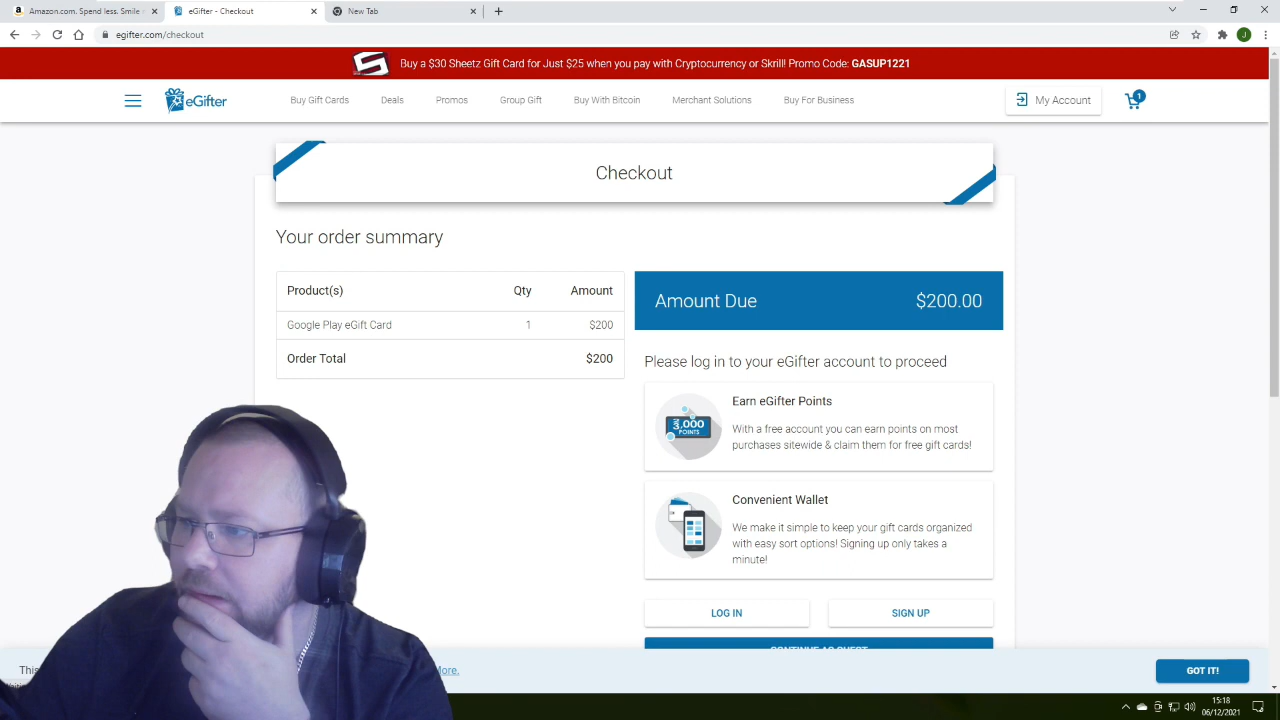 Amazon.com. Spend less. Smile
eGifter - Checkout
New Tab
egifter.com/checkout
J
Buy a $30 Sheetz Gift Card for Just $25 when you pay with Cryptocurrency or Skrill! Promo Code: GASUP1221
eGifter
Buy Gift Cards
Deals
Promos
Group Gift
Buy With Bitcoin
Merchant Solutions
Buy For Business
My Account
1
Checkout
Your order summary
Product(s) Qty Amount
Google Play eGift Card 1 $200
Order Total $200
Amount Due $200.00
Please log in to your eGifter account to proceed
Earn eGifter Points
With a free account you can earn points on most
purchases sitewide & claim them for free gift cards!
POINTS
Convenient Wallet
We make it simple to keep your gift cards organized
with easy sort options! Signing up only takes a
minute!
LOG IN
SIGN UP
CONTINUE AS GUEST
This
More.
GOT IT!
15:18
06/12/2021